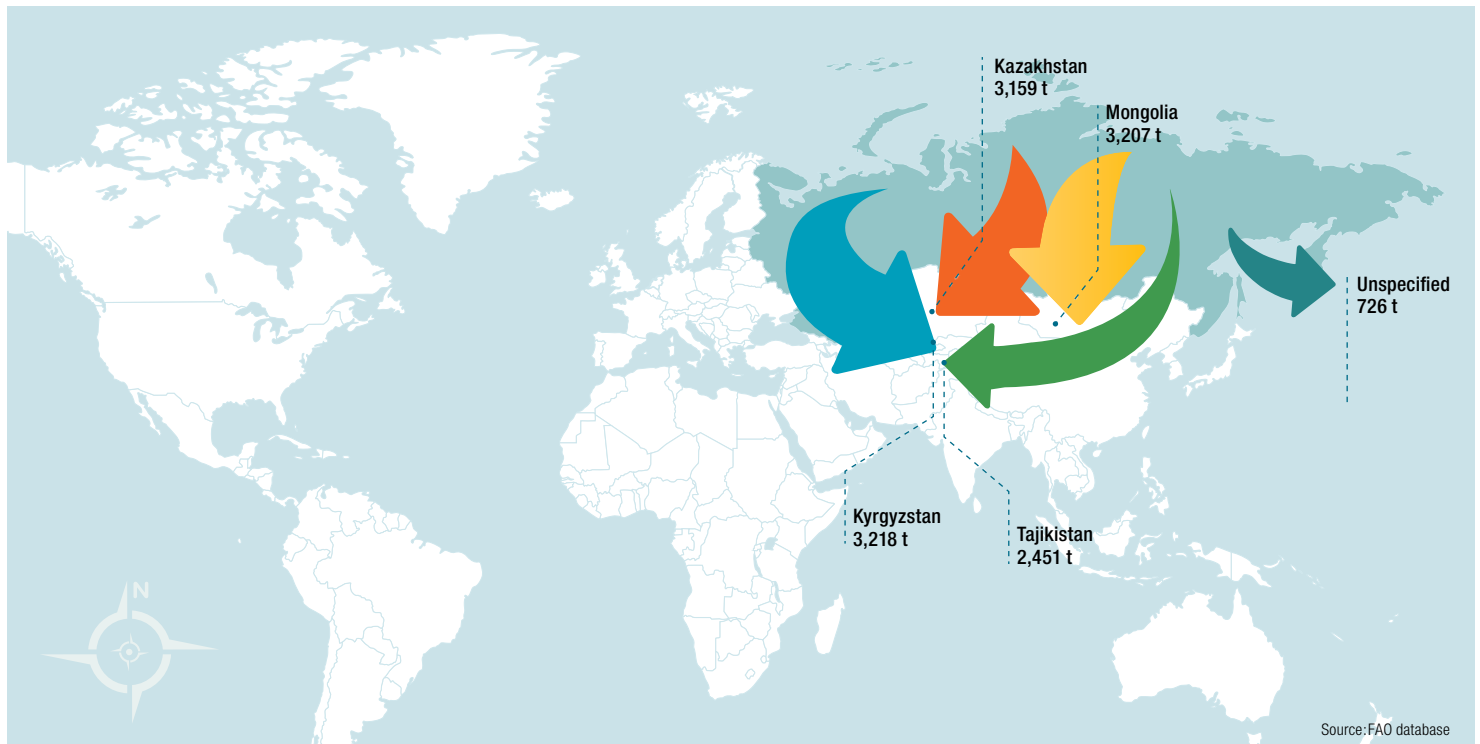 Kazakhstan
3,159 t
Mongolia
3,207 t
Unspecified
726 t
Kyrgyzstan
3,218 t
Tajikistan
2,451 t
N
Source: FAO database